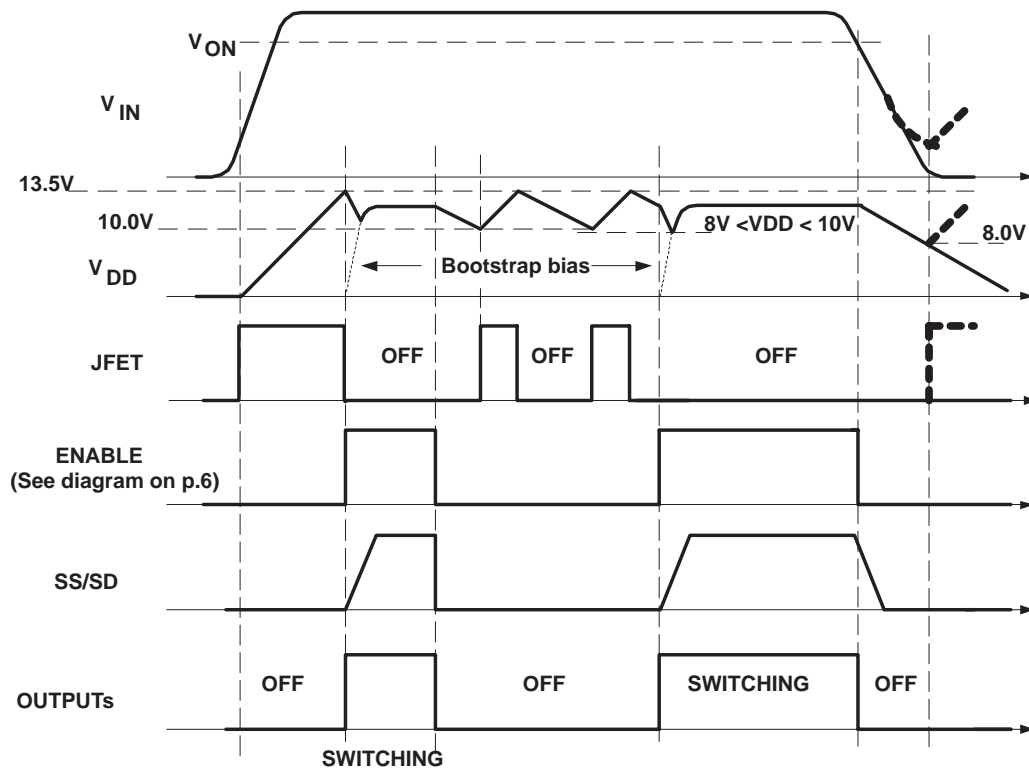 V ON
V IN
13.5V
10.0V
8V <VDD < 10V
8.0V
V DD
Bootstrap bias
JFET
OFF
OFF
OFF
ENABLE
(See diagram on p.6)
SS/SD
OUTPUTs
OFF
OFF
SWITCHING
OFF
SWITCHING